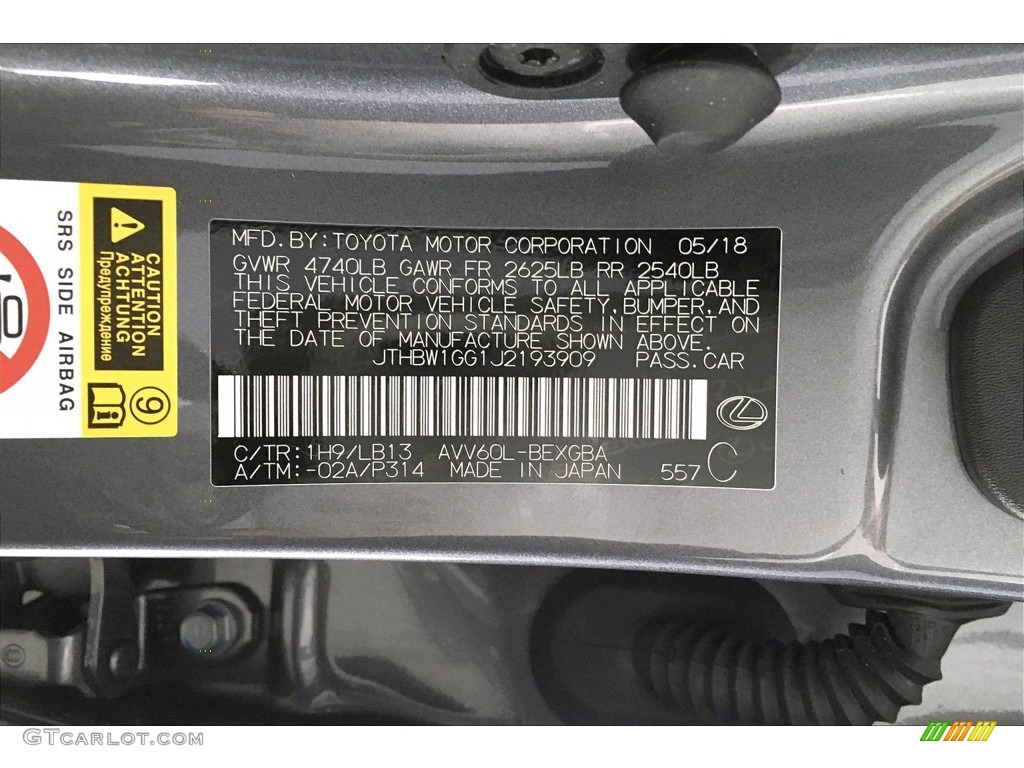 MFD.BY:TOYOTA MOTOR CORPORATION 05/18
GVWR 4740LB GAWR FR 2625LB RR 2540LB
THIS VEHICLE CONFORMS TO ALL APPLICABLE
FEDERAL MOTOR VEHICLE SAFETY,BUMPER,AND
THEFT PREVENTION STANDARDS IN EFFECT ON
THE DATE OF MANUFACTURE SHOWN ABOVE.
JTHBW1GG1J2193909 PASS.CAR
C/TR:1H9/LB13 AVV60L-BEXGBA
A/TM:-02A/P314 MADE IN JAPAN 557 C
SRS SIDE AIRBAG
CAUTION
ATTENTION
ACHTUNG
Предупреждение
9
GTCarlot.com